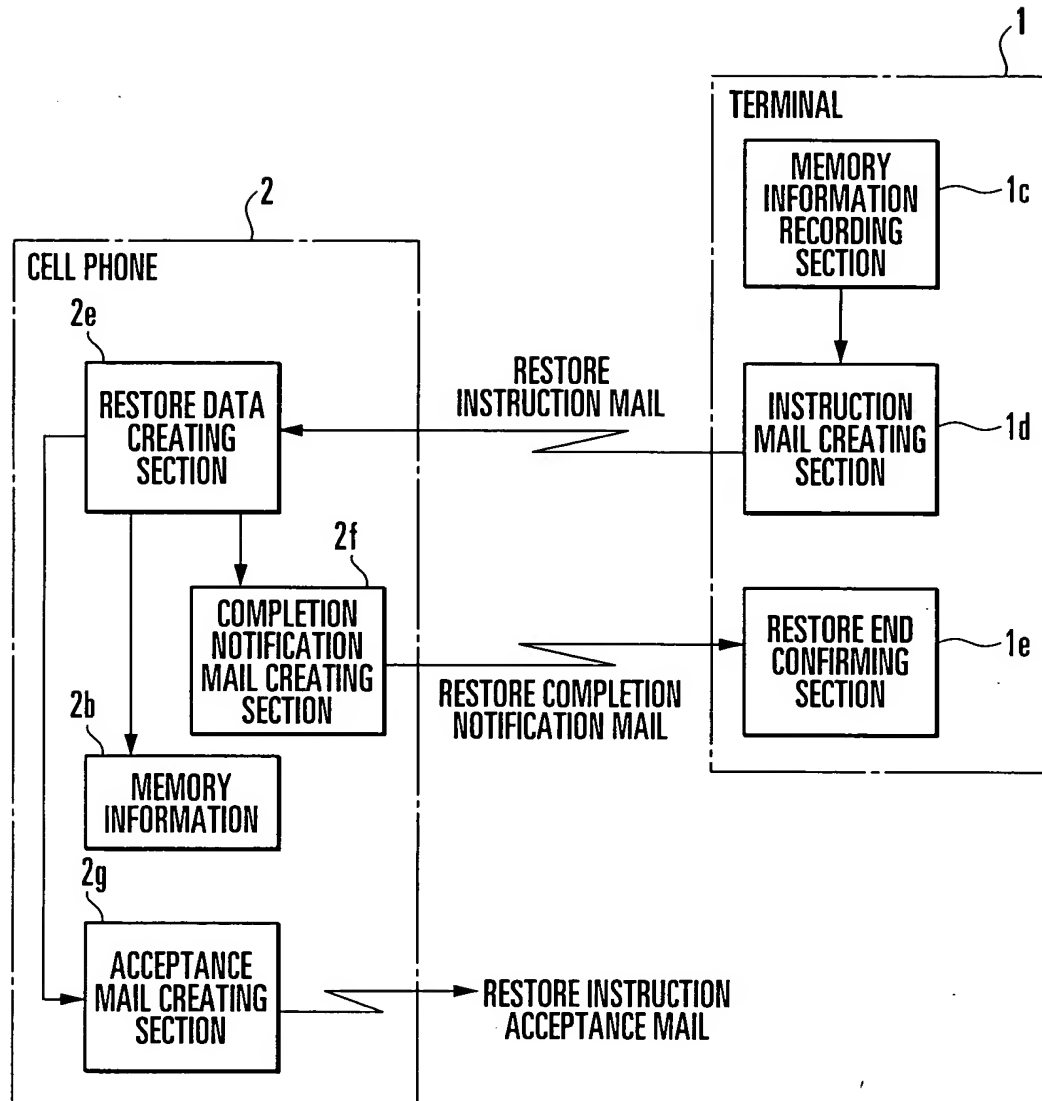 1
TERMINAL
MEMORY
INFORMATION
RECORDING
SECTION
1c
2
CELL PHONE
2e
RESTORE DATA
CREATING
SECTION
RESTORE
INSTRUCTION MAIL
INSTRUCTION
MAIL CREATING
SECTION
1d
2f
COMPLETION
NOTIFICATION
MAIL CREATING
SECTION
RESTORE COMPLETION
NOTIFICATION MAIL
RESTORE END
CONFIRMING
SECTION
1e
2b
MEMORY
INFORMATION
2g
ACCEPTANCE
MAIL CREATING
SECTION
RESTORE INSTRUCTION
ACCEPTANCE MAIL